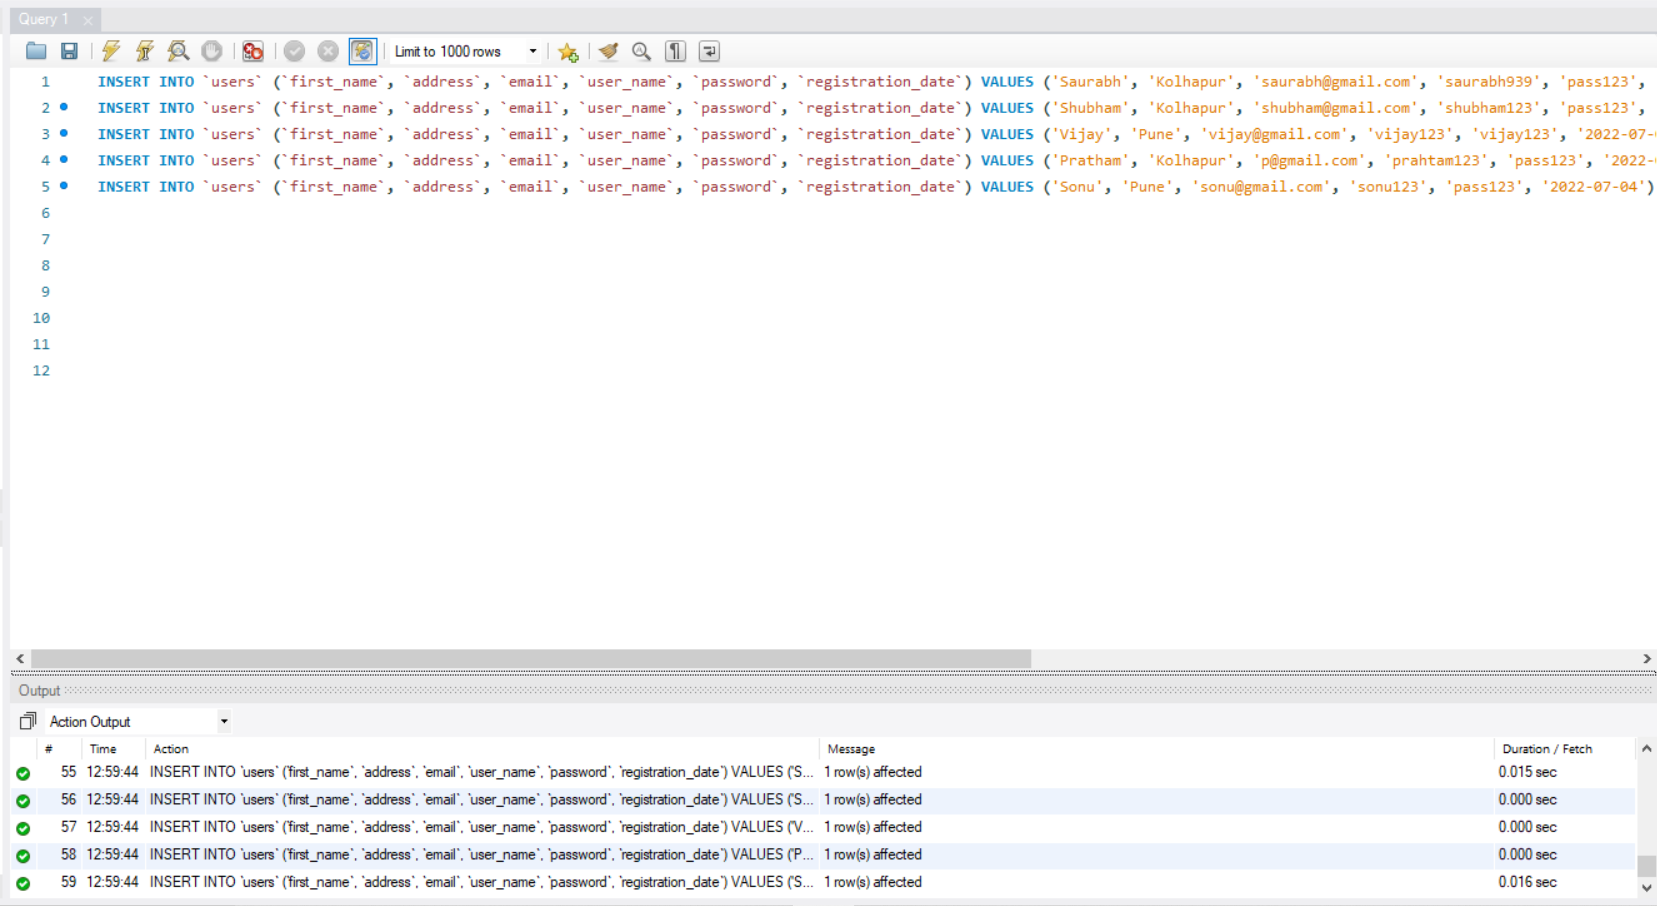 Query 1
Limit to 1000 rows
1 INSERT INTO `users` (`first_name`, `address`, `email`, `user_name`, `password`, `registration_date`) VALUES ('Saurabh', 'Kolhapur', 'saurabh@gmail.com', 'saurabh939', 'pass123',
2 INSERT INTO `users` (`first_name`, `address`, `email`, `user_name`, `password`, `registration_date`) VALUES ('Shubham', 'Kolhapur', 'shubham@gmail.com', 'shubham123', 'pass123',
3 INSERT INTO `users` (`first_name`, `address`, `email`, `user_name`, `password`, `registration_date`) VALUES ('Vijay', 'Pune', 'vijay@gmail.com', 'vijay123', 'vijay123', '2022-07-
4 INSERT INTO `users` (`first_name`, `address`, `email`, `user_name`, `password`, `registration_date`) VALUES ('Pratham', 'Kolhapur', 'p@gmail.com', 'prahtam123', 'pass123', '2022-
5 INSERT INTO `users` (`first_name`, `address`, `email`, `user_name`, `password`, `registration_date`) VALUES ('Sonu', 'Pune', 'sonu@gmail.com', 'sonu123', 'pass123', '2022-07-04')
6
7
8
9
10
11
12
Output
Action Output
# Time Action Message Duration / Fetch
55 12:59:44 INSERT INTO `users` (`first_name`, `address`, `email`, `user_name`, `password`, `registration_date`) VALUES ('S... 1 row(s) affected 0.015 sec
56 12:59:44 INSERT INTO `users` (`first_name`, `address`, `email`, `user_name`, `password`, `registration_date`) VALUES ('S... 1 row(s) affected 0.000 sec
57 12:59:44 INSERT INTO `users` (`first_name`, `address`, `email`, `user_name`, `password`, `registration_date`) VALUES ('V... 1 row(s) affected 0.000 sec
58 12:59:44 INSERT INTO `users` (`first_name`, `address`, `email`, `user_name`, `password`, `registration_date`) VALUES ('P... 1 row(s) affected 0.000 sec
59 12:59:44 INSERT INTO `users` (`first_name`, `address`, `email`, `user_name`, `password`, `registration_date`) VALUES ('S... 1 row(s) affected 0.016 sec